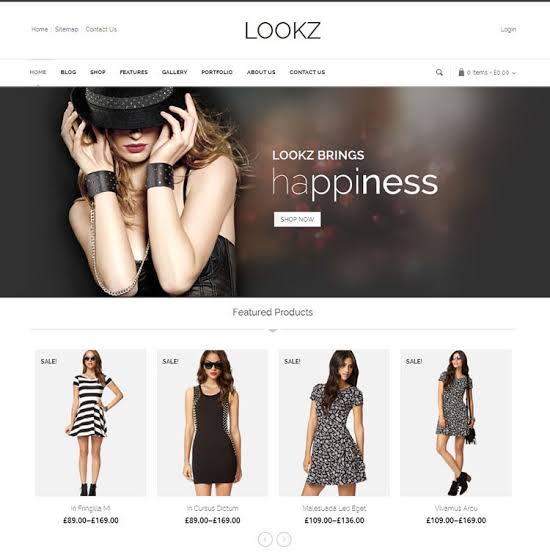 Home | Sitemap | Contact Us
LOOKZ
Login
HOME BLOG SHOP FEATURES GALLERY PORTFOLIO ABOUT US CONTACT US
0 items - £0.00
LOOKZ BRINGS
happiness
SHOP NOW
Featured Products
SALE! SALE! SALE! SALE!
In Fringilla Mi In Cursus Dictum Malesuada Leo Eget Vivamus Arcu
£89.00–£169.00 £89.00–£169.00 £109.00–£136.00 £109.00–£169.00